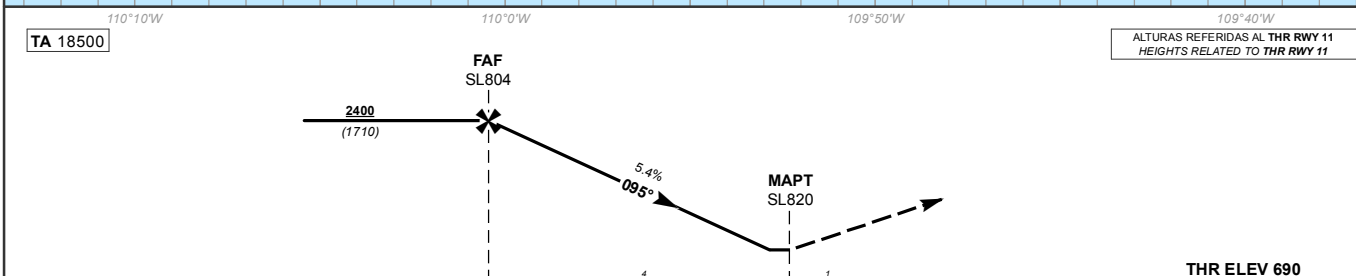 110°10'W 110°0'W 109°50'W 109°40'W
TA 18500
ALTURAS REFERIDAS AL THR RWY 11
HEIGHTS RELATED TO THR RWY 11
FAF
SL804
2400
(1710)
5.4%
095°
MAPT
SL820
4 1
THR ELEV 690